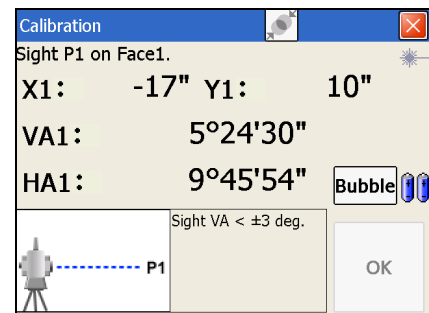 Calibration
Sight P1 on Face1.
X1: -17" Y1: 10"
VA1: 5°24'30"
HA1: 9°45'54"
Bubble
Sight VA < ±3 deg.
P1
OK